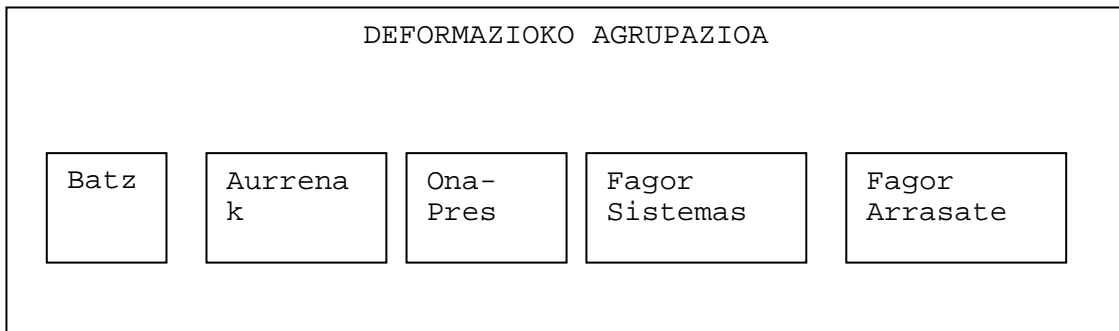 DEFORMAZIOKO AGRUPAZIOA
Batz
Aurrena
k
Ona-
Pres
Fagor
Sistemas
Fagor
Arrasate